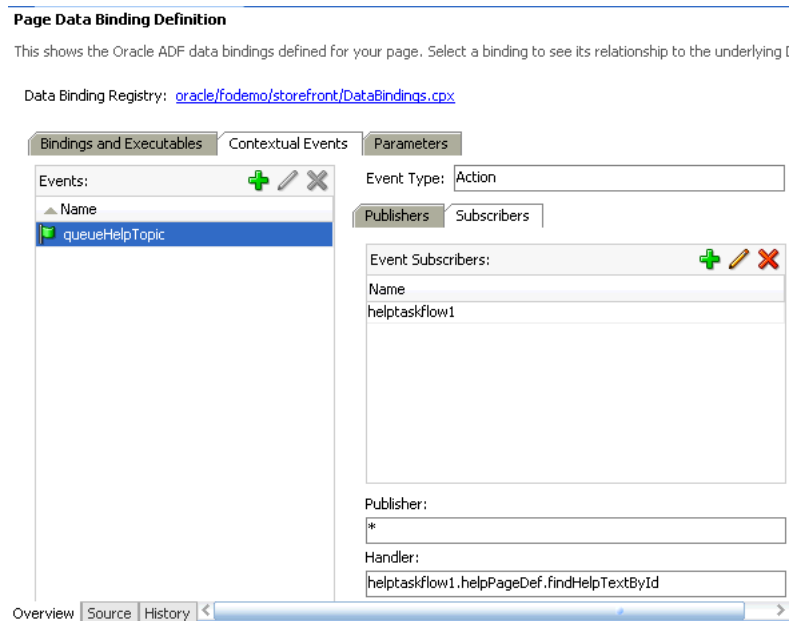 Page Data Binding Definition
This shows the Oracle ADF data bindings defined for your page. Select a binding to see its relationship to the underlying
Data Binding Registry: oracle/fodemo/storefront/DataBindings.cpx
Bindings and Executables Contextual Events Parameters
Events:
Name
queueHelpTopic
Event Type: Action
Publishers Subscribers
Event Subscribers:
Name
helptaskflow1
Publisher:
*
Handler:
helptaskflow1.helpPageDef.findHelpTextById
Overview Source History